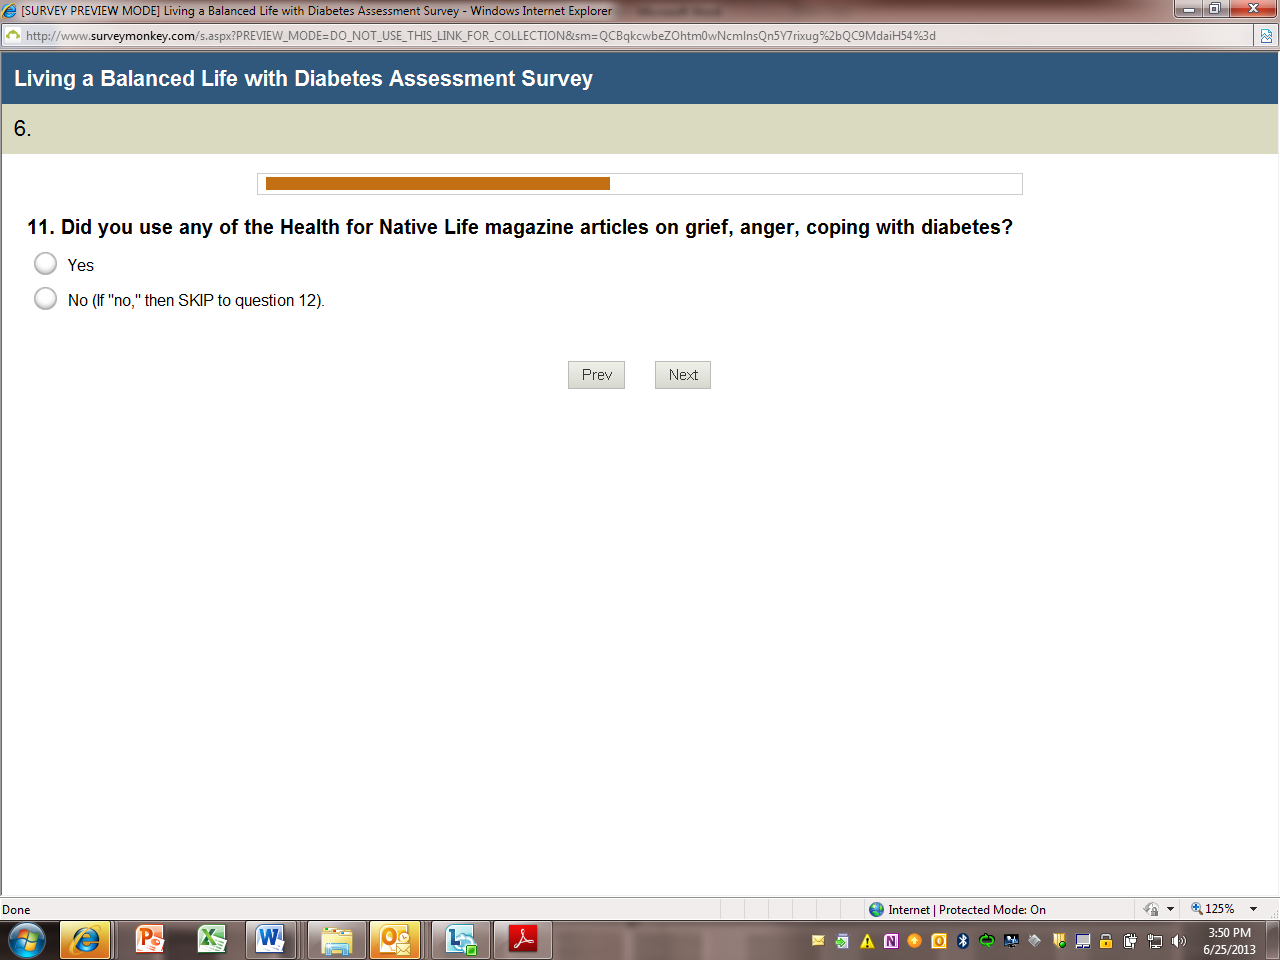 [SURVEY PREVIEW MODE] Living a Balanced Life with Diabetes Assessment Survey - Windows Internet Explorer
http://www.surveymonkey.com/s.aspx?PREVIEW_MODE=DO_NOT_USE_THIS_LINK_FOR_COLLECTION&sm=QCBqkcwbeZOhtm0wNcmInsQn5Y7rixug%2bQC9MdaiH54%3d
Living a Balanced Life with Diabetes Assessment Survey
6.
11. Did you use any of the Health for Native Life magazine articles on grief, anger, coping with diabetes?
Yes
No (If "no," then SKIP to question 12).
Prev Next
Done Internet | Protected Mode: On 125%
3:50 PM
6/25/2013